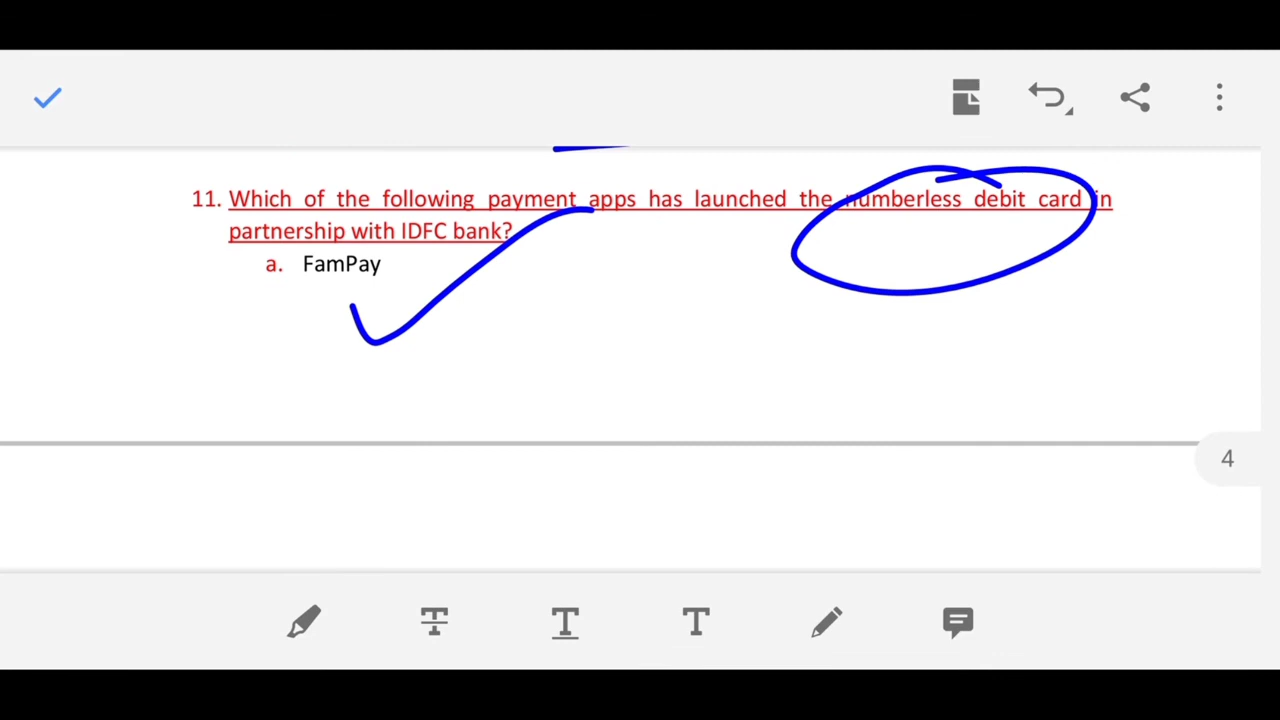 11. Which of the following payment apps has launched the numberless debit card in
partnership with IDFC bank?
a. FamPay
4